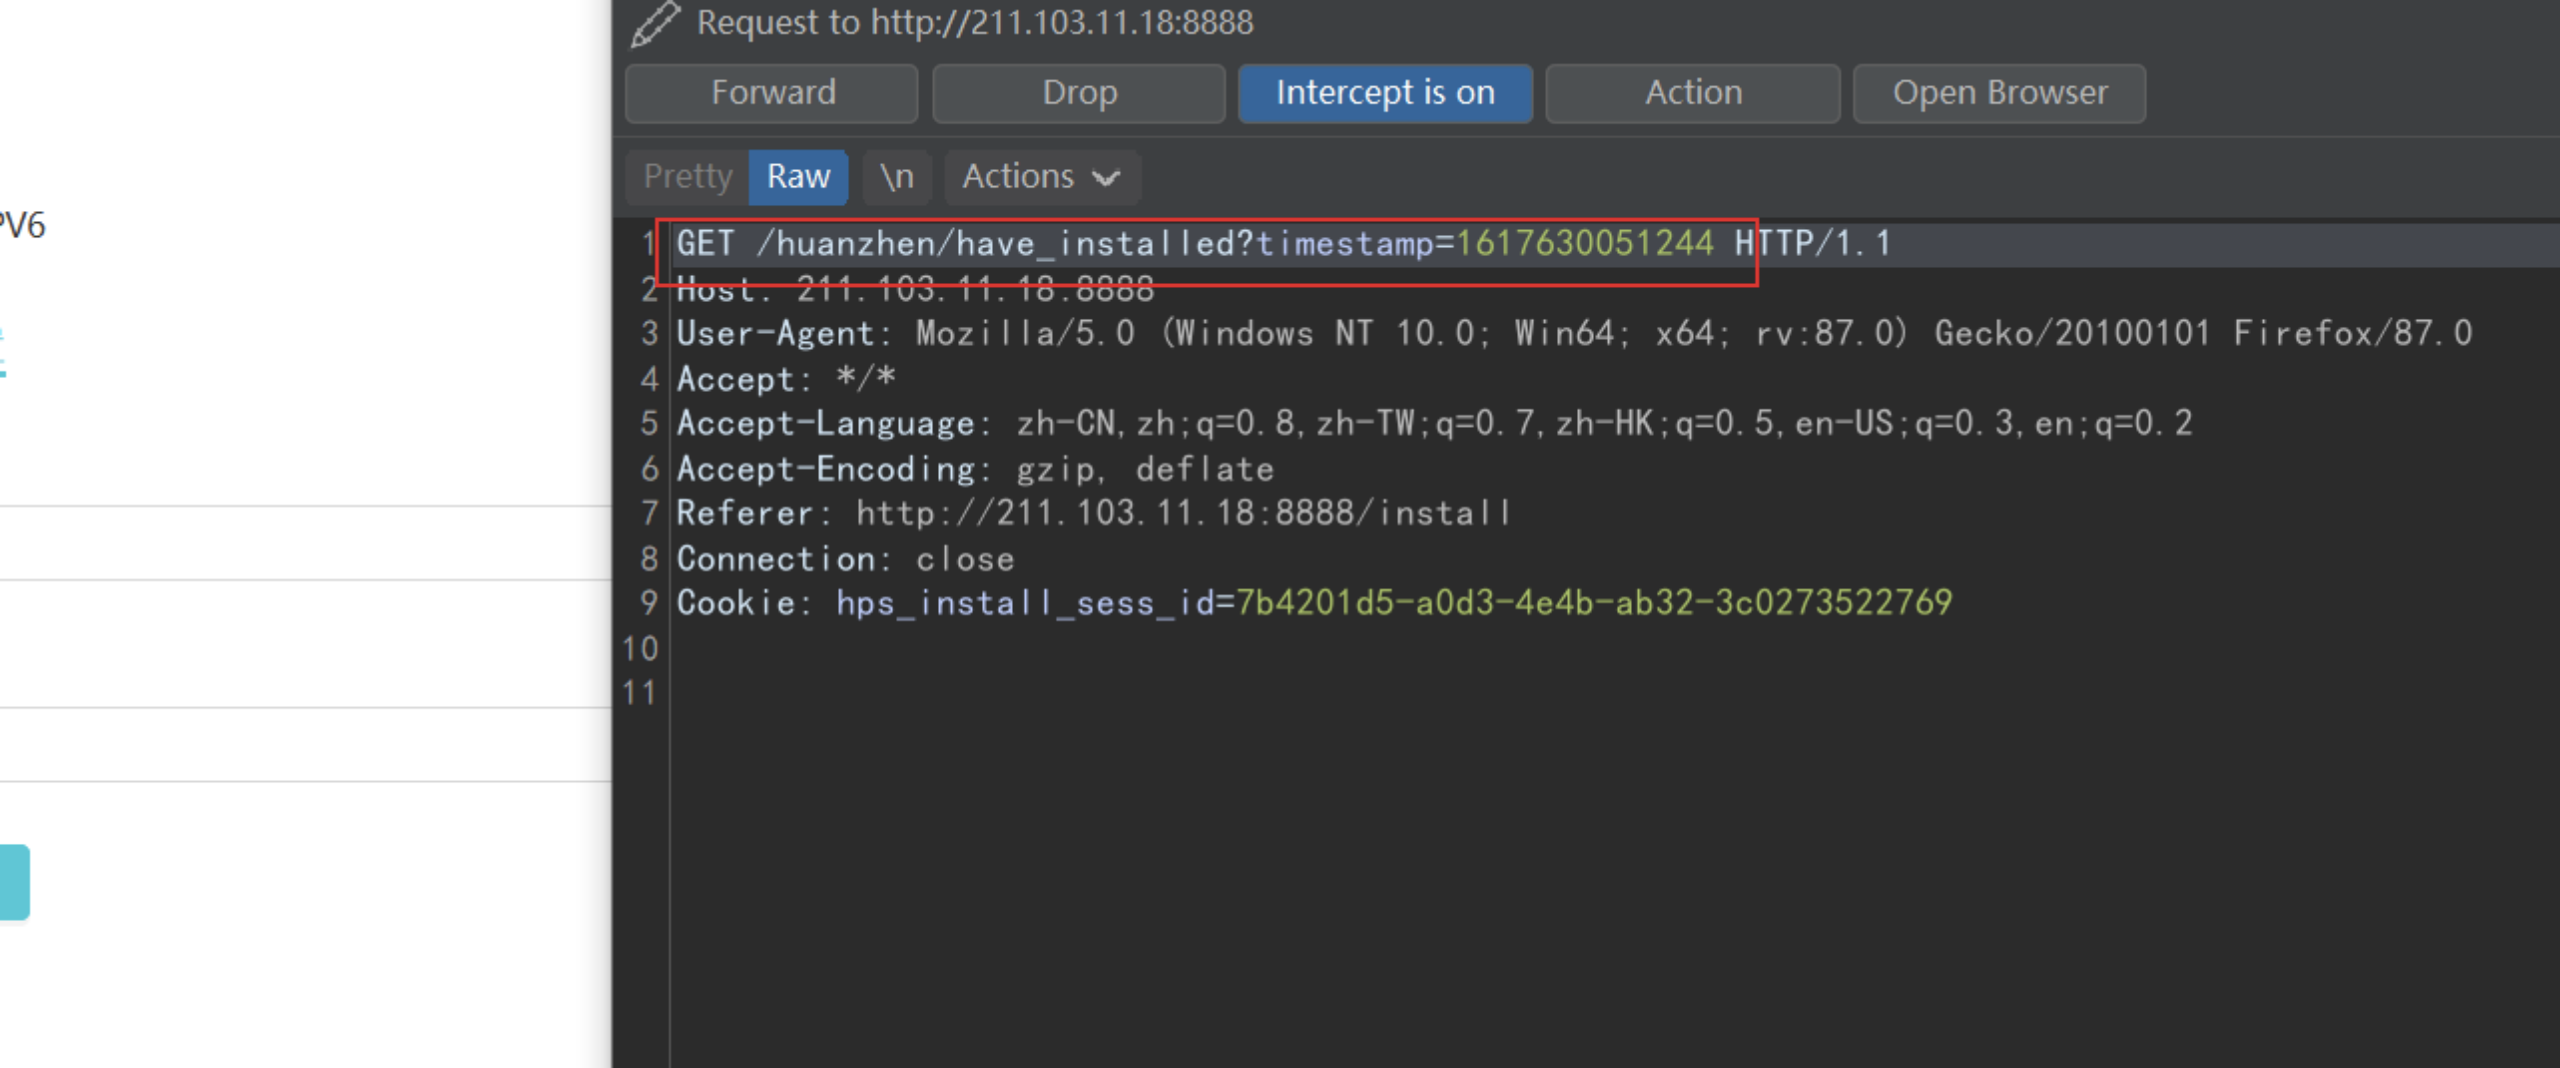 Request to http://211.103.11.18:8888
Forward Drop Intercept is on Action Open Browser
Pretty Raw \n Actions
PV6
1 GET /huanzhen/have_installed?timestamp=1617630051244 HTTP/1.1
2 Host: 211.103.11.18:8888
3 User-Agent: Mozilla/5.0 (Windows NT 10.0; Win64; x64; rv:87.0) Gecko/20100101 Firefox/87.0
4 Accept: */*
5 Accept-Language: zh-CN,zh;q=0.8,zh-TW;q=0.7,zh-HK;q=0.5,en-US;q=0.3,en;q=0.2
6 Accept-Encoding: gzip, deflate
7 Referer: http://211.103.11.18:8888/install
8 Connection: close
9 Cookie: hps_install_sess_id=7b4201d5-a0d3-4e4b-ab32-3c0273522769
10
11